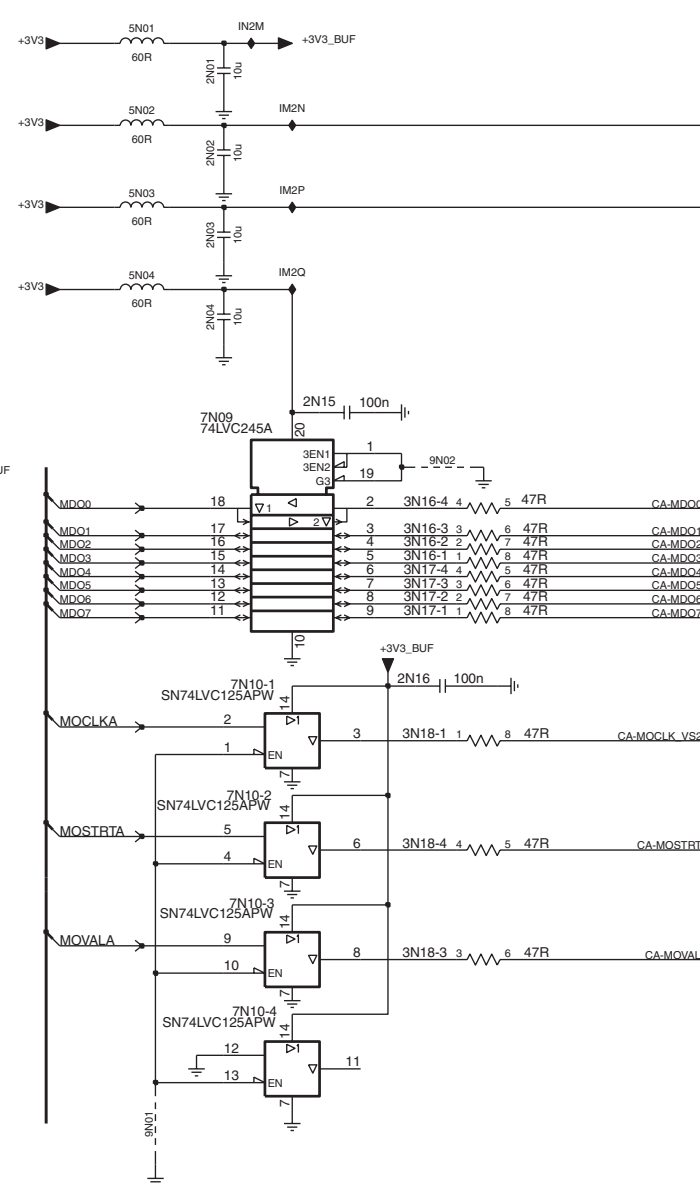 5N01
IN2M
+3V3
+3V3_BUF
60R
2N01
10u
5N02
IM2N
+3V3
60R
2N02
10u
5N03
IM2P
+3V3
60R
2N03
10u
5N04
IM2Q
+3V3
60R
2N04
10u
2N15 100n
7N09
74LVC245A
20
3EN1
3EN2
G3
1
19
9N02
UF
MDO0 18 1 2 3N16-4 4 5 47R CA-MDO0
2
MDO1 17 3 3N16-3 3 6 47R CA-MDO1
MDO2 16 4 3N16-2 2 7 47R CA-MDO2
MDO3 15 5 3N16-1 1 8 47R CA-MDO3
MDO4 14 6 3N17-4 4 5 47R CA-MDO4
MDO5 13 7 3N17-3 3 6 47R CA-MDO5
MDO6 12 8 3N17-2 2 7 47R CA-MDO6
MDO7 11 9 3N17-1 1 8 47R CA-MDO7
10
+3V3_BUF
2N16 100n
7N10-1
SN74LVC125APW
14
1
MOCLKA 2 3 3N18-1 1 8 47R CA-MOCLK_VS2
1 EN
7
7N10-2
SN74LVC125APW
14
1
MOSTRTA 5 6 3N18-4 4 5 47R CA-MOSTRT
4 EN
7
7N10-3
SN74LVC125APW
14
1
MOVALA 9 8 3N18-3 3 6 47R CA-MOVAL
10 EN
7
7N10-4
SN74LVC125APW
14
1
12 11
13 EN
7
9N01